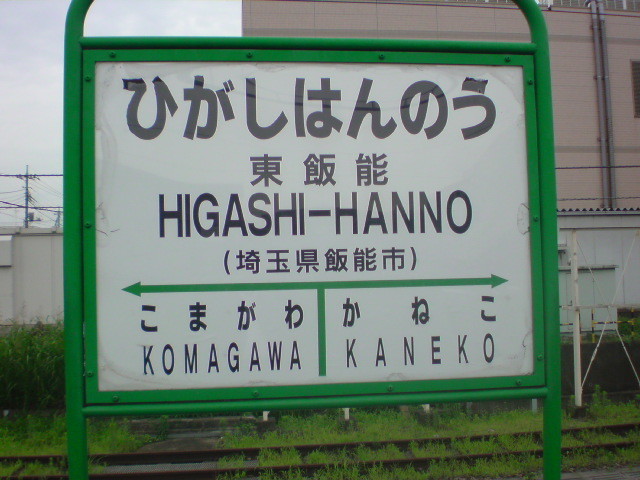 ひがしはんのう
東飯能
HIGASHI-HANNO
(埼玉県飯能市)
こまがわ かねこ
KOMAGAWA KANEKO